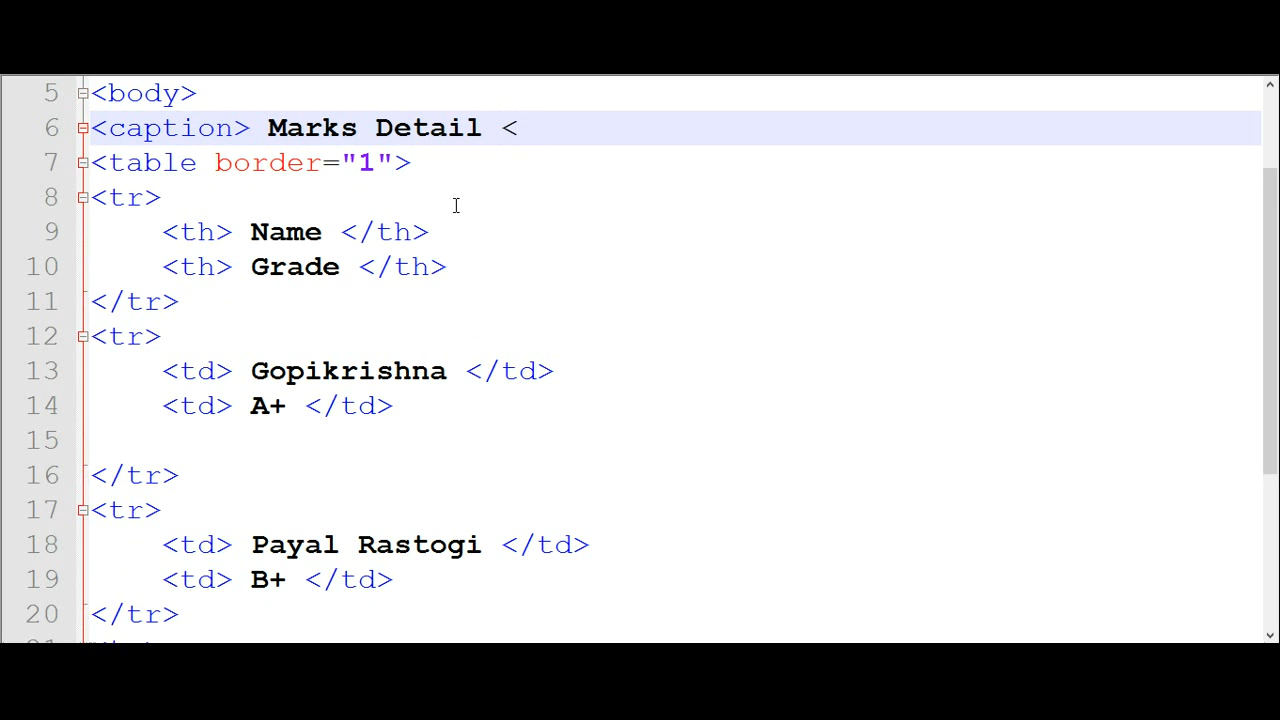 5 <body>
6 <caption> Marks Detail <
7 <table border="1">
8 <tr>
9 <th> Name </th>
10 <th> Grade </th>
11 </tr>
12 <tr>
13 <td> Gopikrishna </td>
14 <td> A+ </td>
15
16 </tr>
17 <tr>
18 <td> Payal Rastogi </td>
19 <td> B+ </td>
20 </tr>